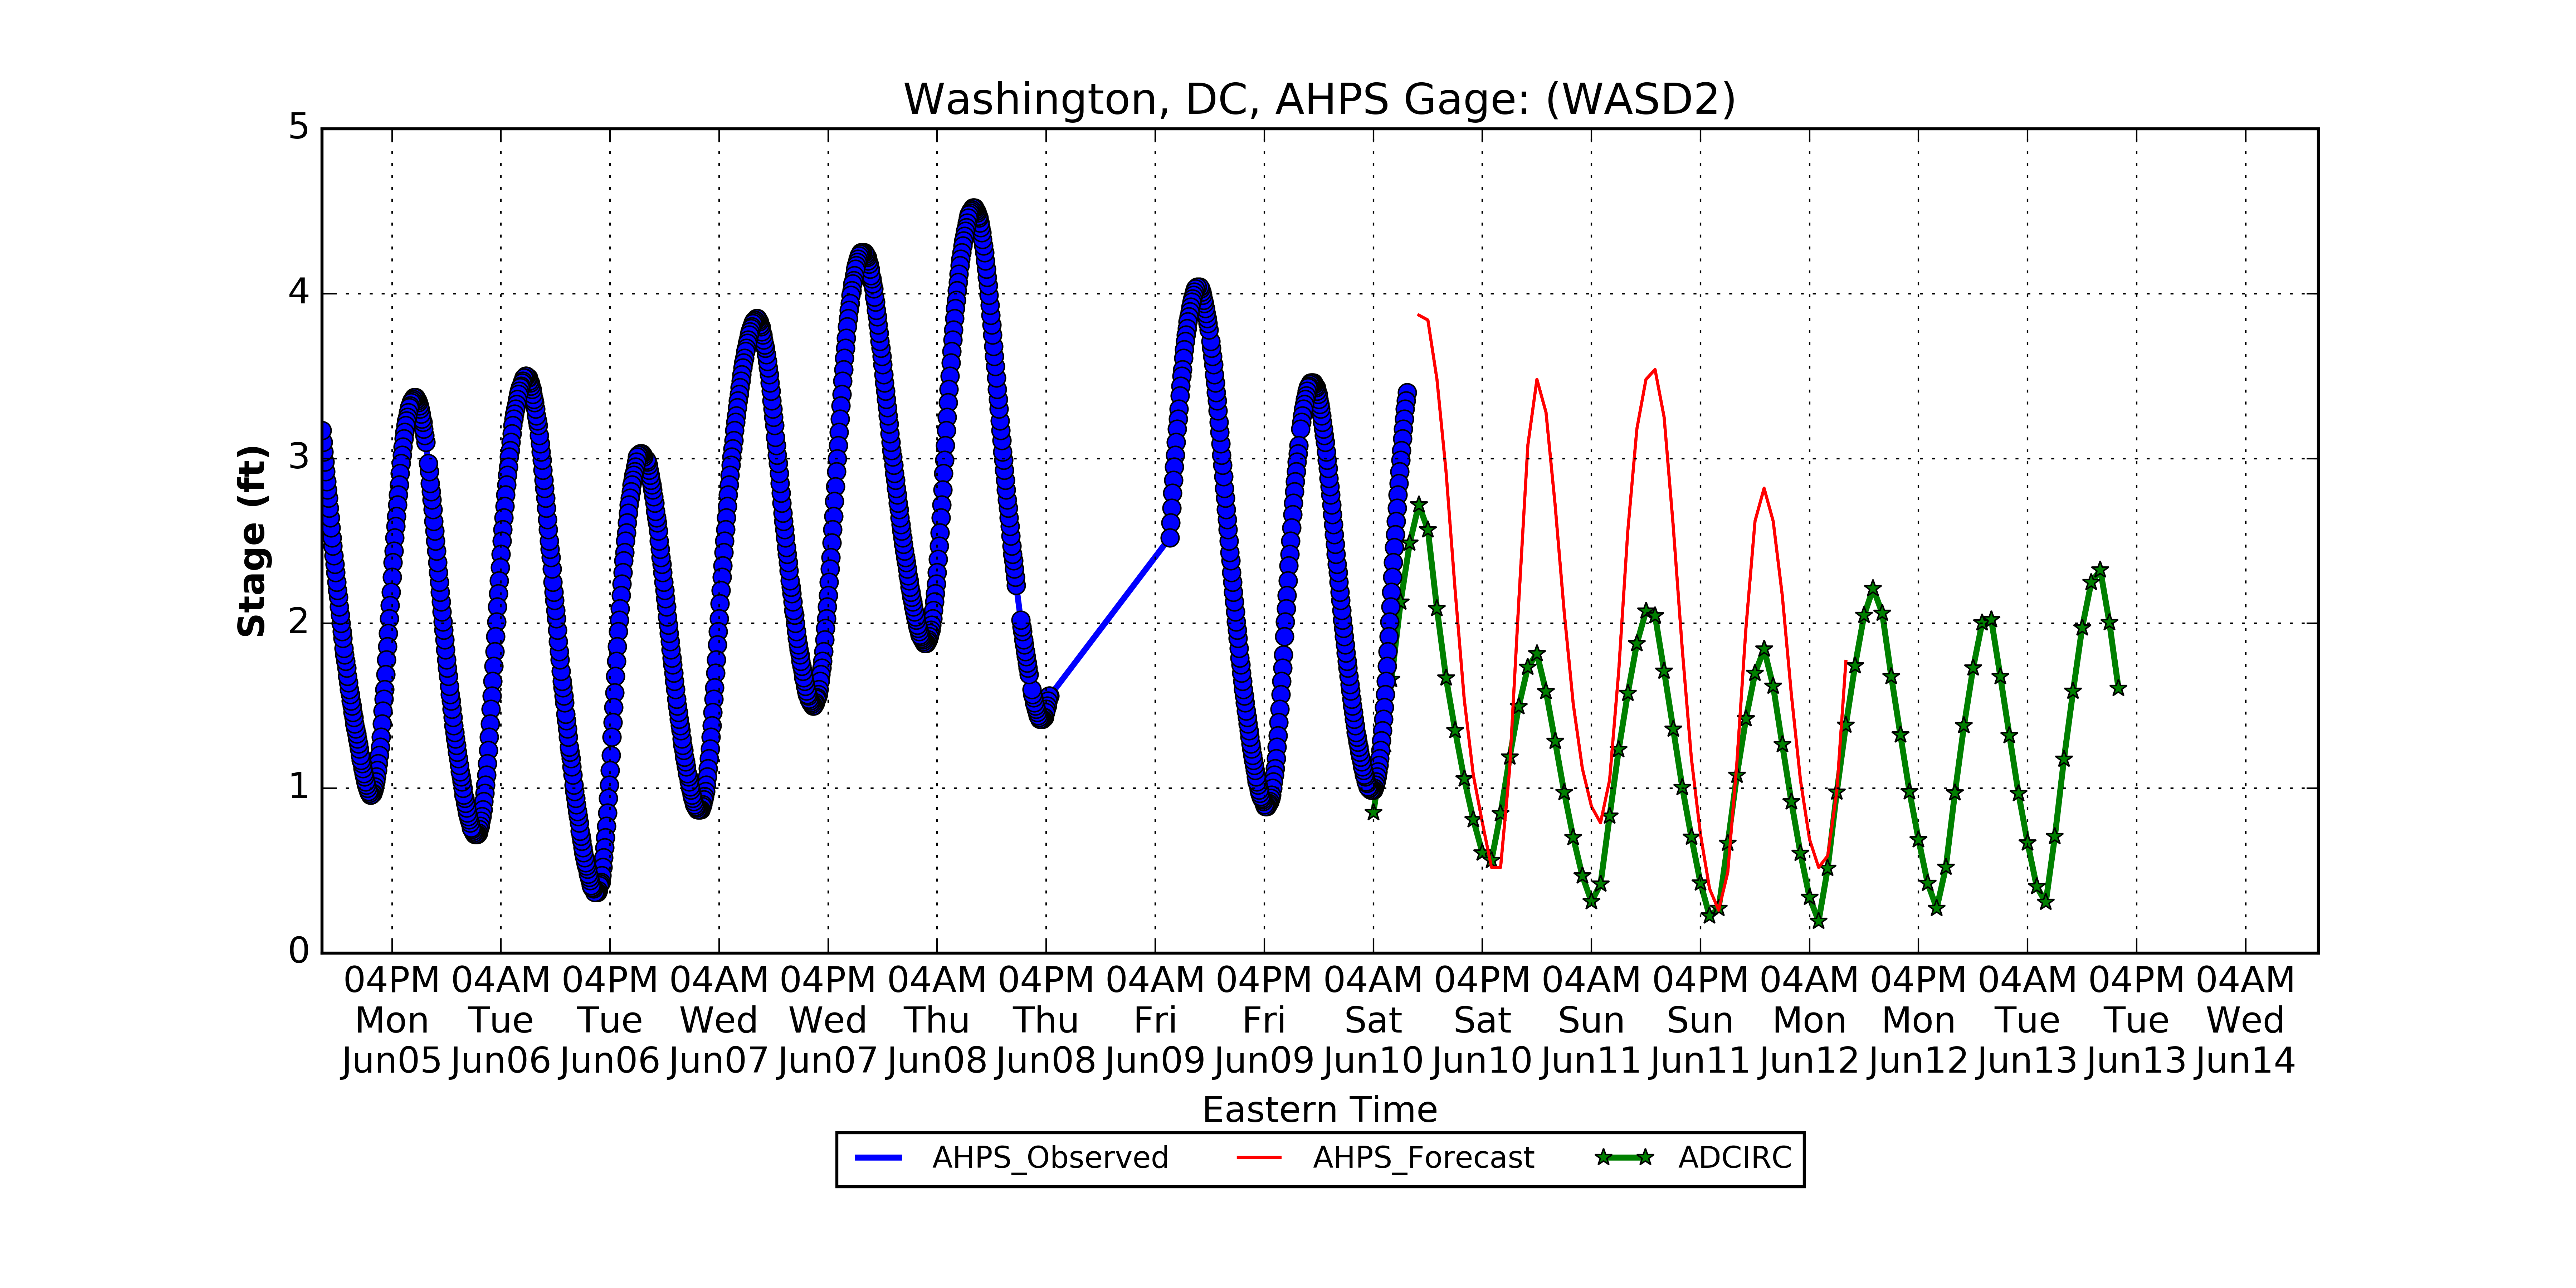 Washington, DC, AHPS Gage: (WASD2)
5
4
3
2
1
0
Stage (ft)
04PM 04AM 04PM 04AM 04PM 04AM 04PM 04AM 04PM 04AM 04PM 04AM 04PM 04AM 04PM 04AM 04PM 04AM
Mon Tue Tue Wed Wed Thu Thu Fri Fri Sat Sat Sun Sun Mon Mon Tue Tue Wed
Jun05 Jun06 Jun06 Jun07 Jun07 Jun08 Jun08 Jun09 Jun09 Jun10 Jun10 Jun11 Jun11 Jun12 Jun12 Jun13 Jun13 Jun14
Eastern Time
AHPS_Observed AHPS_Forecast ADCIRC